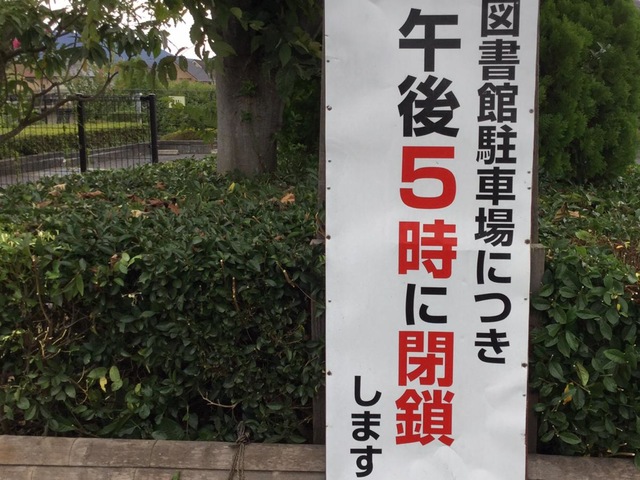 図書館駐車場につき
午後5時に閉鎖
します